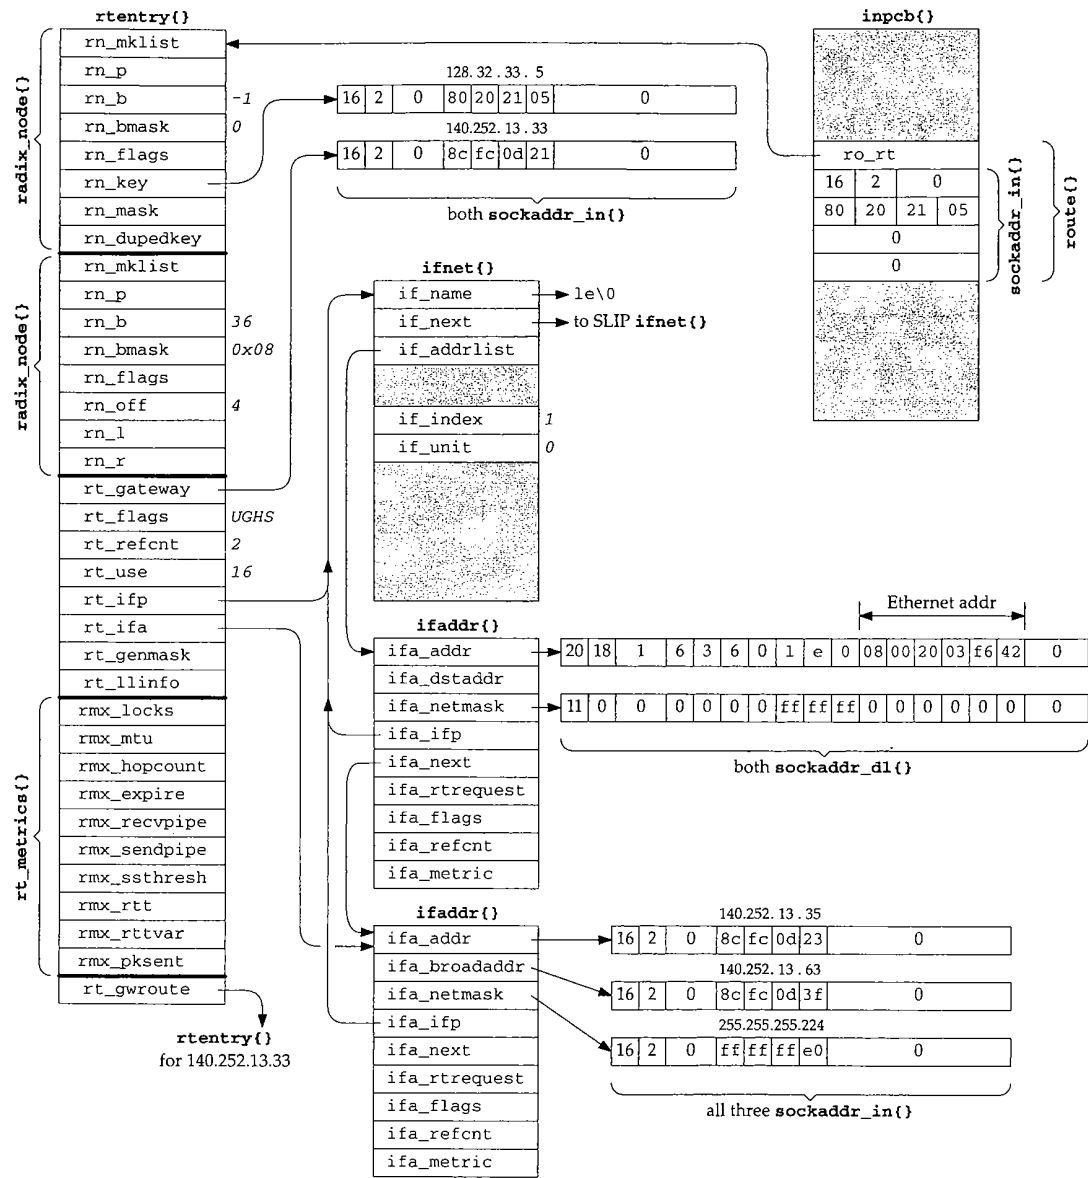 rtentry{}
radix_node{}
rn_mklist
rn_p
rn_b -1
rn_bmask 0
rn_flags
rn_key
rn_mask
rn_dupedkey
radix_node{}
rn_mklist
rn_p
rn_b 36
rn_bmask 0x08
rn_flags
rn_off 4
rn_l
rn_r
rt_gateway
rt_flags UGHS
rt_refcnt 2
rt_use 16
rt_ifp
rt_ifa
rt_genmask
rt_llinfo
rt_metrics{}
rmx_locks
rmx_mtu
rmx_hopcount
rmx_expire
rmx_recvpipe
rmx_sendpipe
rmx_ssthresh
rmx_rtt
rmx_rttvar
rmx_pksent
rt_gwroute
rtentry{}
for 140.252.13.33
128.32.33.5
16 2 0 80 20 21 05 0
140.252.13.33
16 2 0 8c fc 0d 21 0
both sockaddr_in{}
inpcb{}
ro_rt
16 2 0
80 20 21 05
0
0
sockaddr_in{}
route{}
ifnet{}
if_name le\0
if_next to SLIP ifnet{}
if_addrlist
if_index 1
if_unit 0
ifaddr{}
ifa_addr
ifa_dstaddr
ifa_netmask
ifa_ifp
ifa_next
ifa_rtrequest
ifa_flags
ifa_refcnt
ifa_metric
Ethernet addr
20 18 1 6 3 6 0 l e 0 08 00 20 03 f6 42 0
11 0 0 0 0 0 0 ff ff ff 0 0 0 0 0 0 0
both sockaddr_dl{}
ifaddr{}
ifa_addr
ifa_broadaddr
ifa_netmask
ifa_ifp
ifa_next
ifa_rtrequest
ifa_flags
ifa_refcnt
ifa_metric
140.252.13.35
16 2 0 8c fc 0d 23 0
140.252.13.63
16 2 0 8c fc 0d 3f 0
255.255.255.224
16 2 0 ff ff ff e0 0
all three sockaddr_in{}